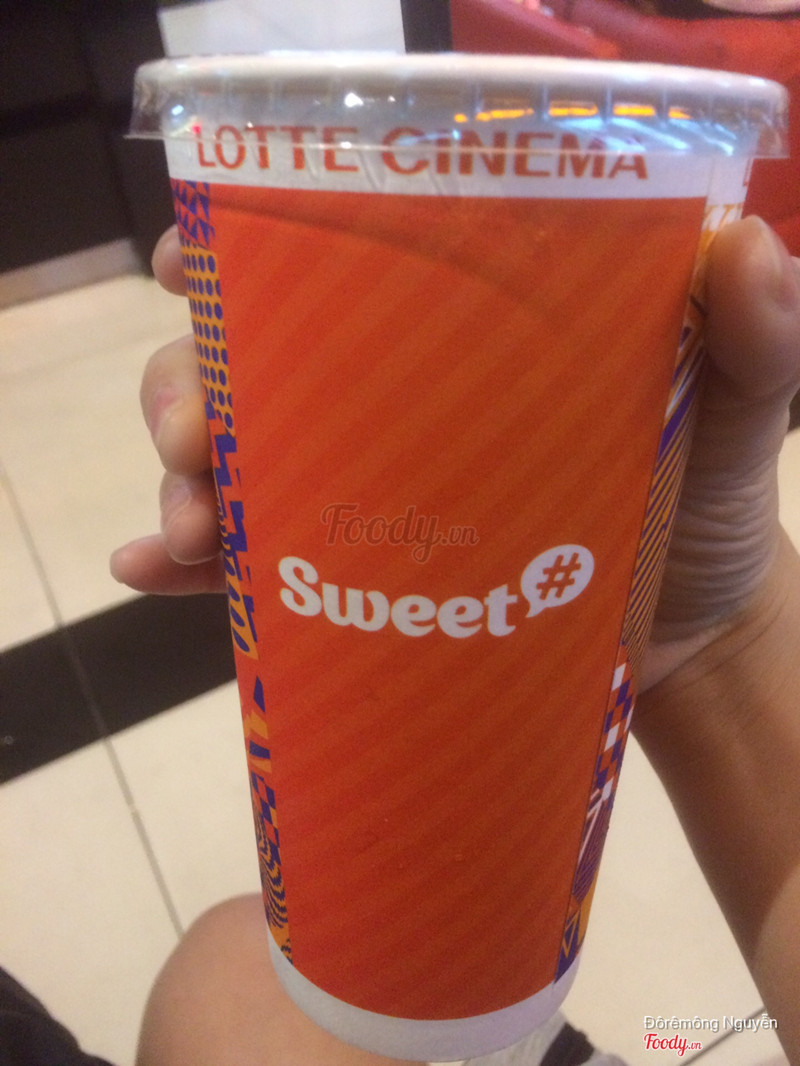 LOTTE CINEMA
Foody.vn
Sweet #
Đôrêmông Nguyễn
Foody.vn